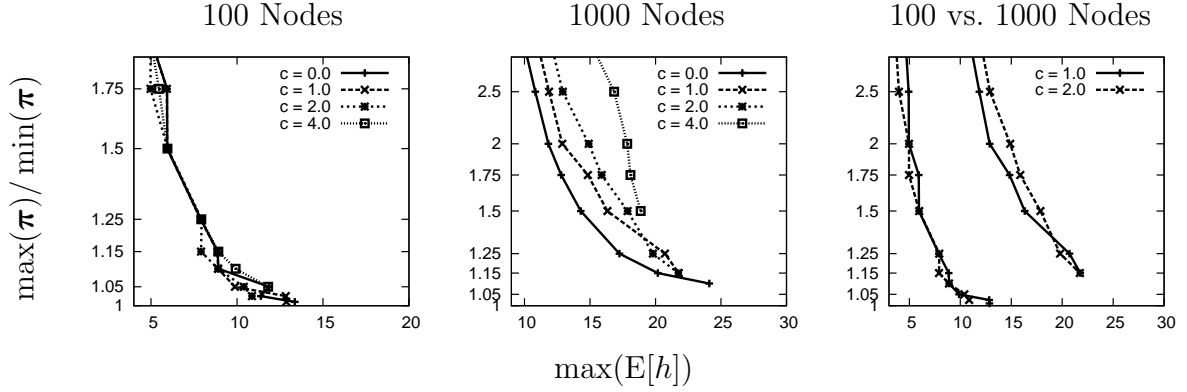 100 Nodes
1000 Nodes
100 vs. 1000 Nodes
max(π)/ min(π)
1.75
1.5
1.25
1.15
1.05
1
5
10
15
20
c = 0.0
c = 1.0
c = 2.0
c = 4.0
2.5
2
1.75
1.5
1.25
1.15
1.05
1
10
15
20
25
30
c = 0.0
c = 1.0
c = 2.0
c = 4.0
2.5
2
1.75
1.5
1.25
1.15
1.05
1
5
10
15
20
25
30
c = 1.0
c = 2.0
max(E[h])